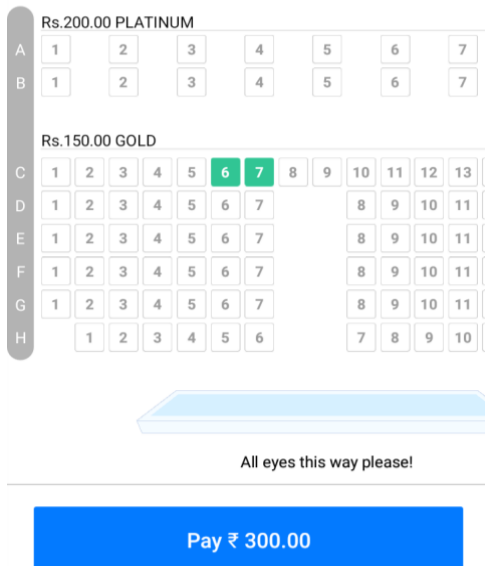 Rs.200.00 PLATINUM
A 1 2 3 4 5 6 7
B 1 2 3 4 5 6 7
Rs.150.00 GOLD
C 1 2 3 4 5 6 7 8 9 10 11 12 13
D 1 2 3 4 5 6 7 8 9 10 11
E 1 2 3 4 5 6 7 8 9 10 11
F 1 2 3 4 5 6 7 8 9 10 11
G 1 2 3 4 5 6 7 8 9 10 11
H 1 2 3 4 5 6 7 8 9 10
All eyes this way please!
Pay ₹ 300.00